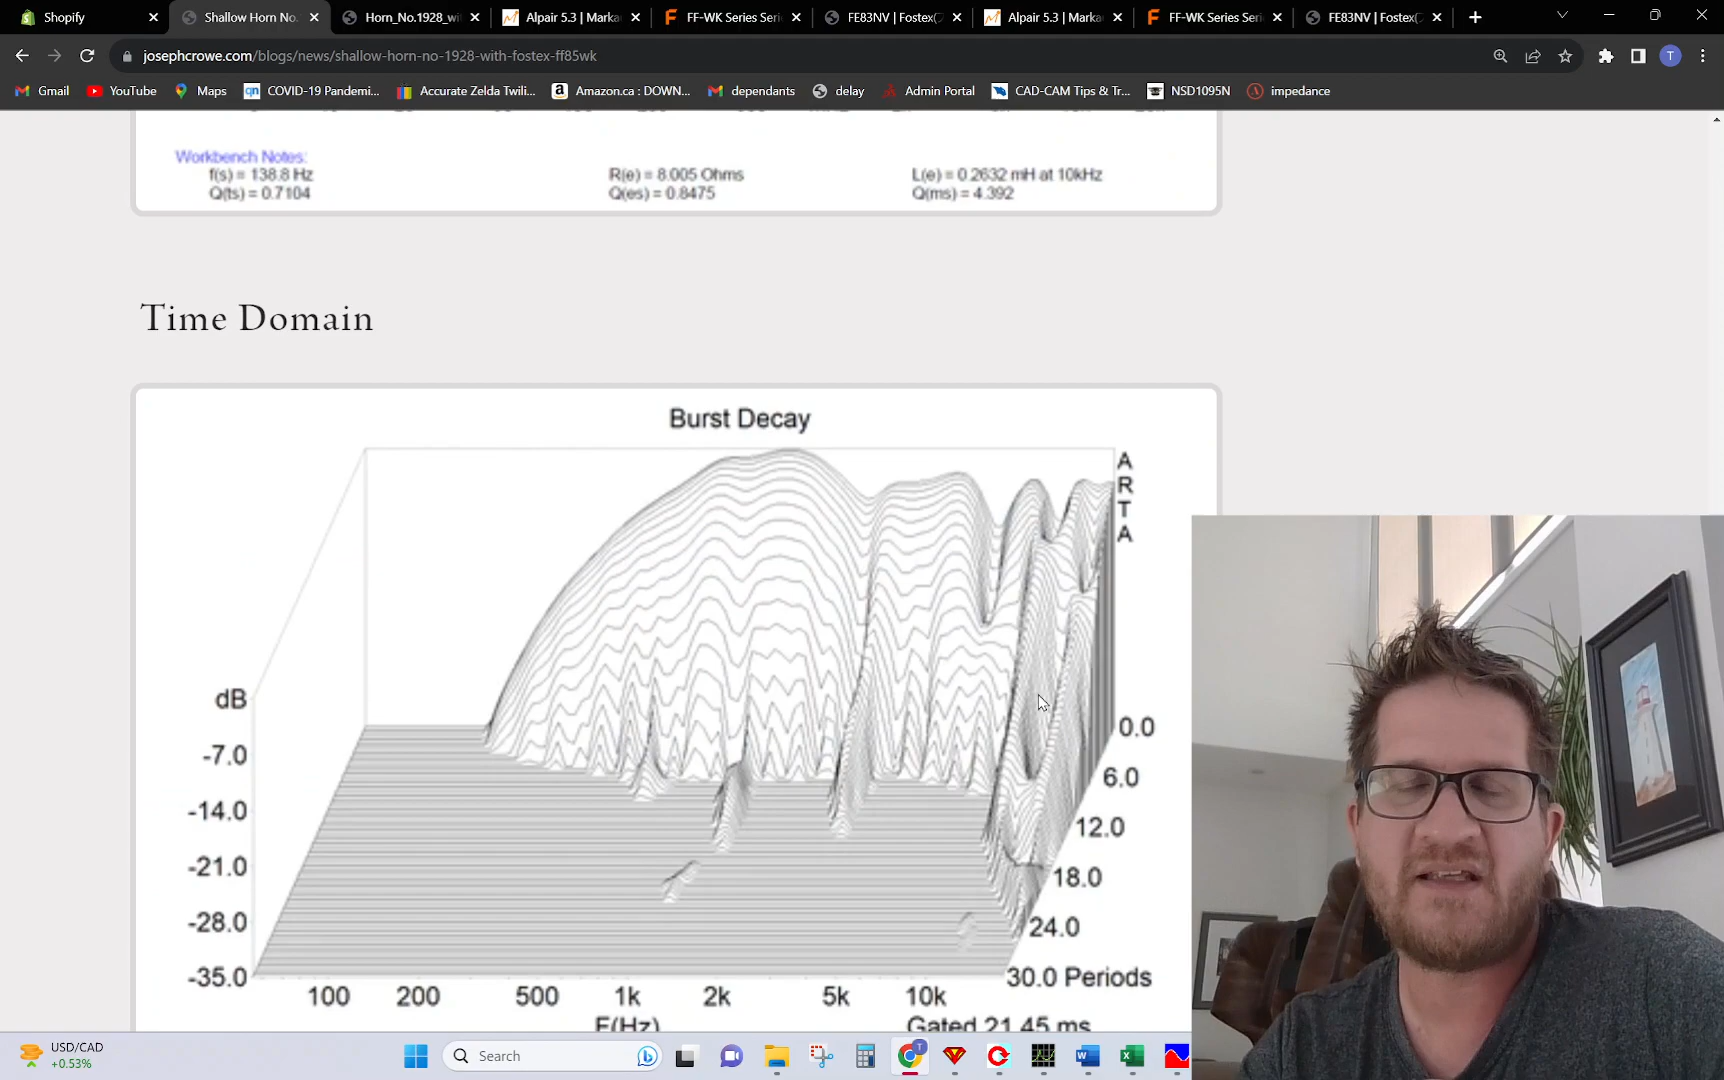 Shopify
Shallow Horn No.
Horn_No.1928_wi
Alpair 5.3 | Marka
FF-WK Series Seri
FE83NV | Fostex(
Alpair 5.3 | Marka
FF-WK Series Seri
FE83NV | Fostex(
josephcrowe.com/blogs/news/shallow-horn-no-1928-with-fostex-ff85wk
T
Gmail
YouTube
Maps
COVID-19 Pandemi...
Accurate Zelda Twili...
Amazon.ca : DOWN...
dependants
delay
Admin Portal
CAD-CAM Tips & Tr...
NSD1095N
impedance
Workbench Notes:
f(s) = 138.8 Hz
R(e) = 8.005 Ohms
L(e) = 0.2632 mH at 10kHz
Q(ts) = 0.7104
Q(es) = 0.8475
Q(ms) = 4.392
Time Domain
Burst Decay
A
R
T
A
dB
-7.0
-14.0
-21.0
-28.0
-35.0
0.0
6.0
12.0
18.0
24.0
30.0 Periods
100
200
500
1k
2k
5k
10k
F(Hz)
Gated 21.45 ms
USD/CAD
+0.53%
Search